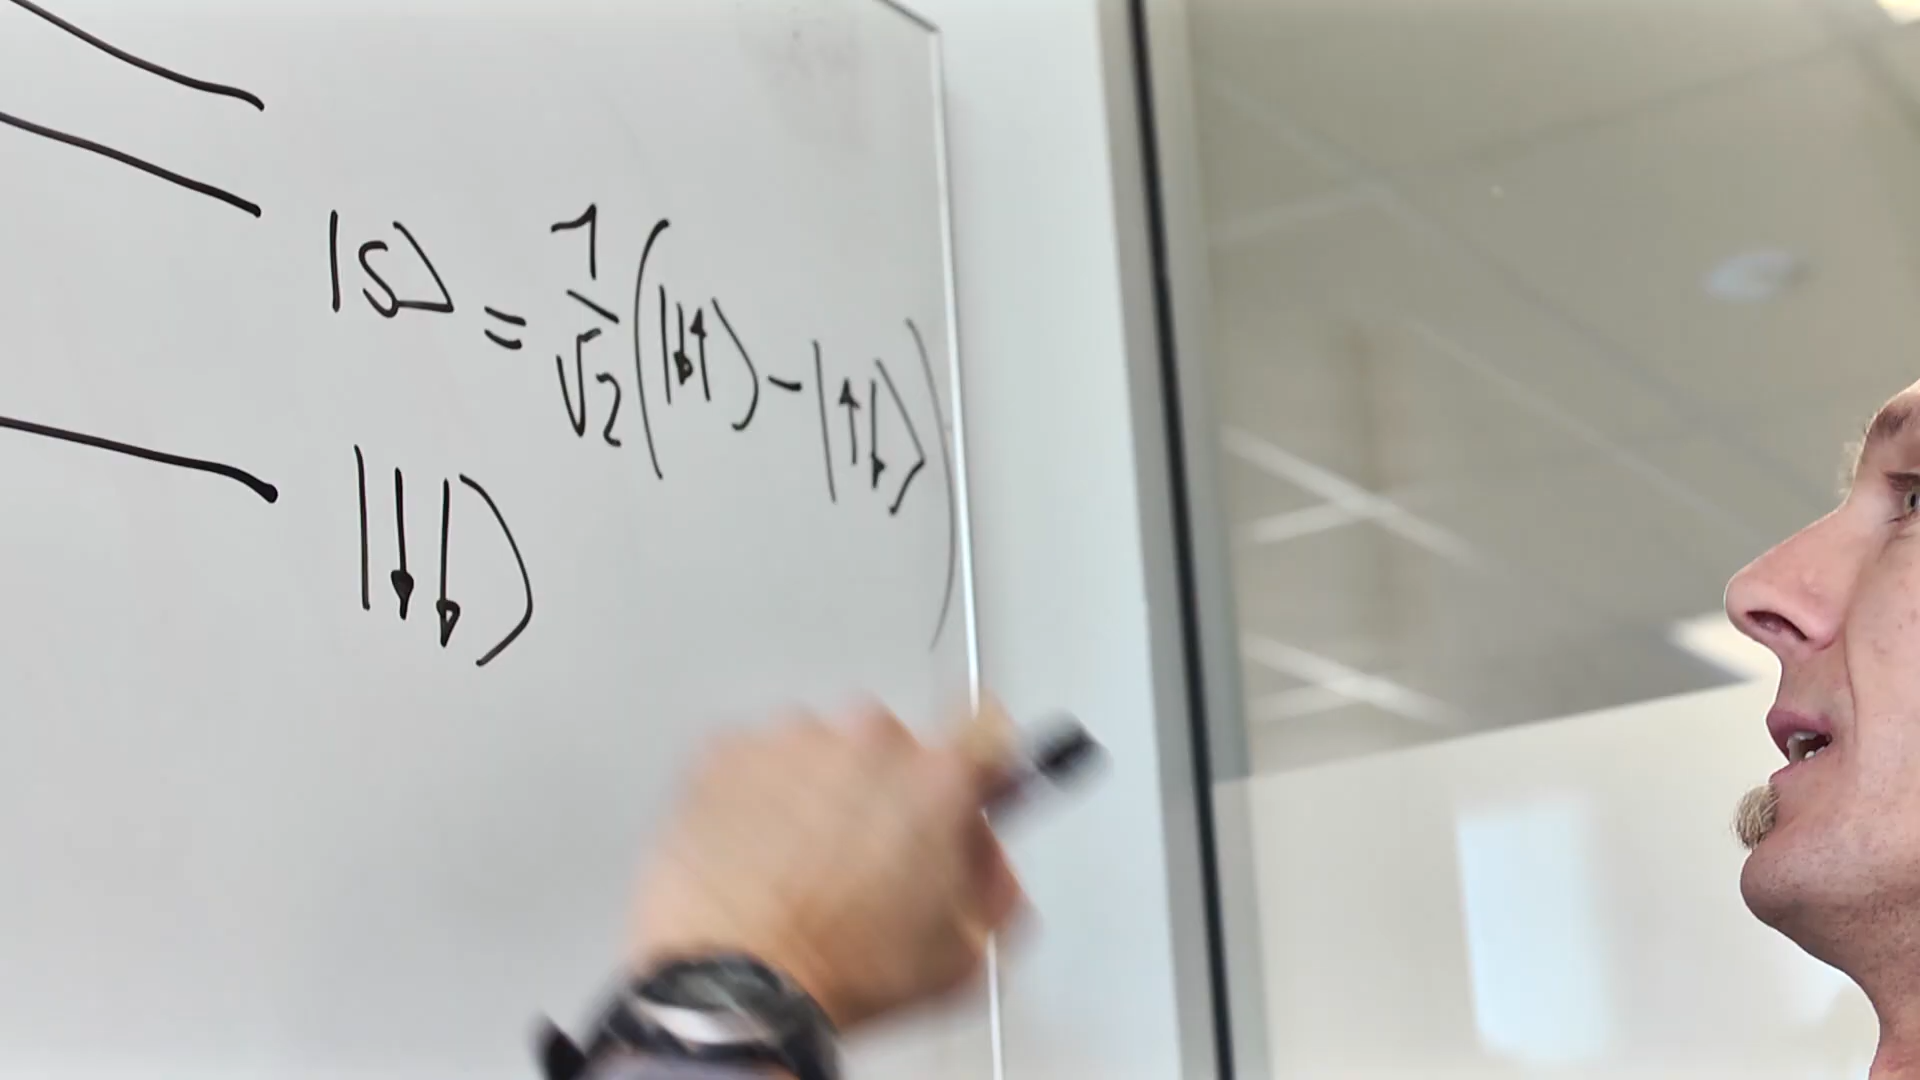 |S⟩ = 1/√2 (|↓↑⟩ - |↑↓⟩)
|↓↓⟩